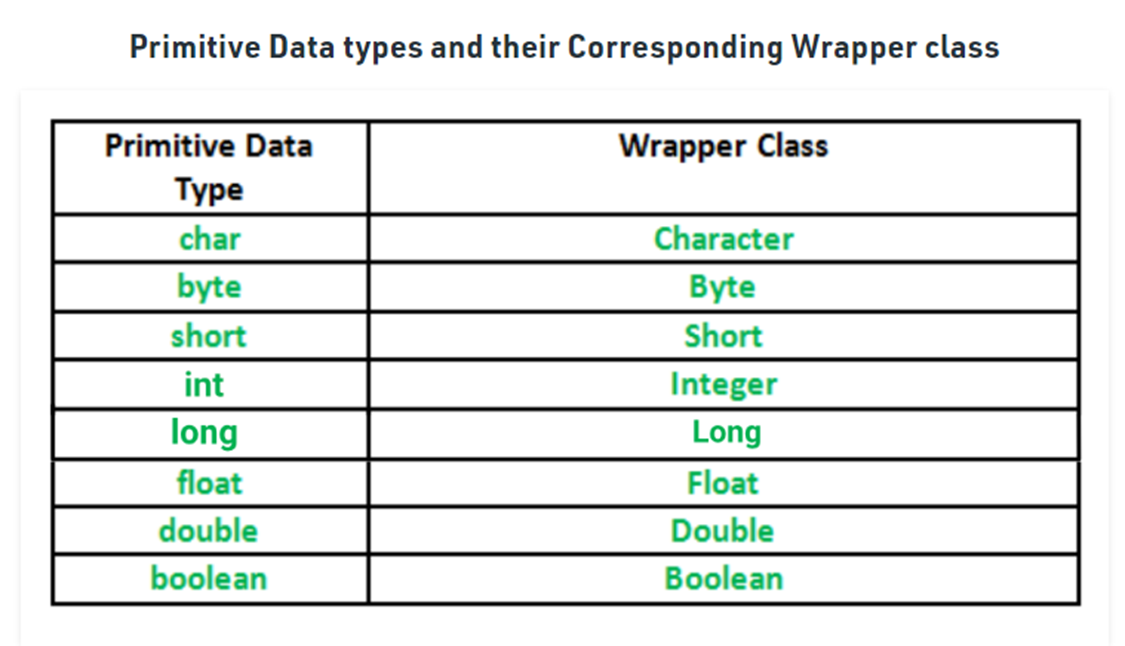 Primitive Data types and their Corresponding Wrapper class
Primitive Data Wrapper Class
Type
char Character
byte Byte
short Short
int Integer
long Long
float Float
double Double
boolean Boolean